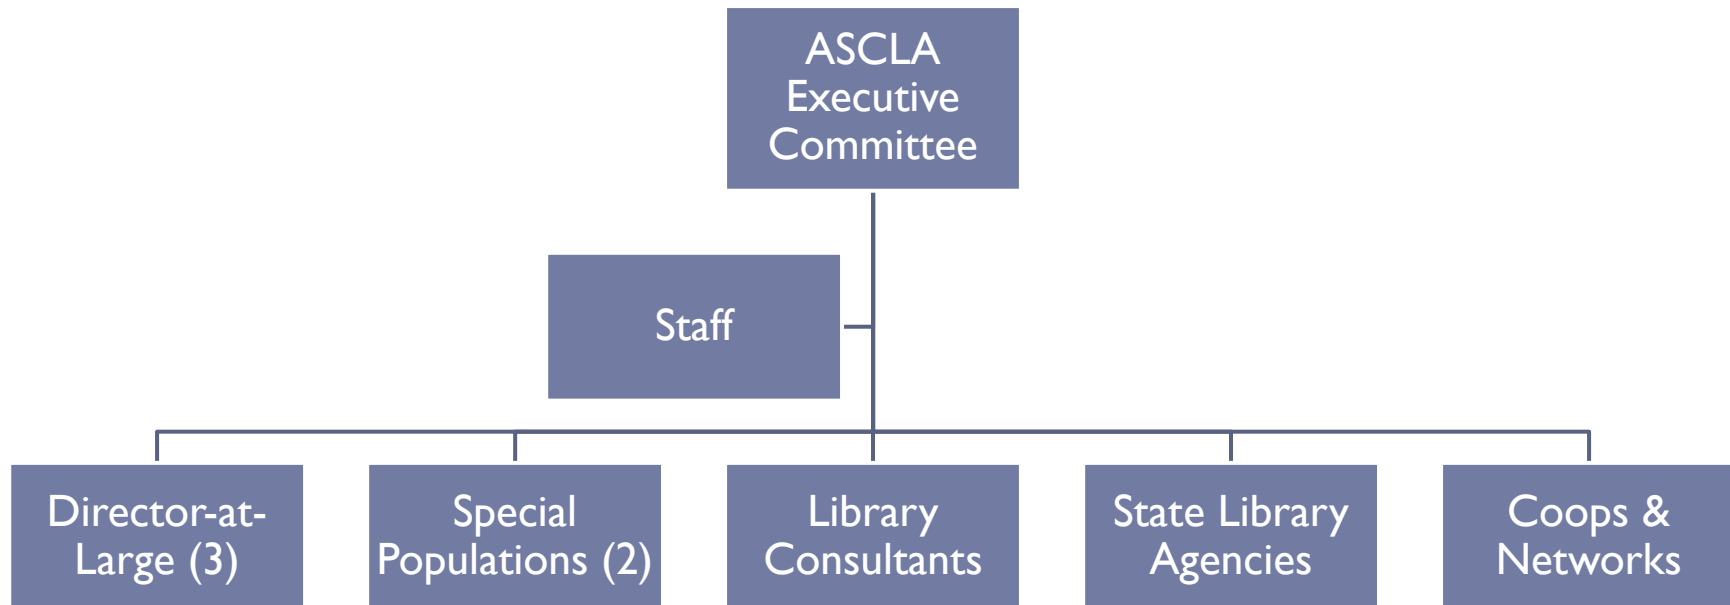 ASCLA
Executive
Committee
Staff
Director-at-
Large (3)
Special
Populations (2)
Library
Consultants
State Library
Agencies
Coops &
Networks